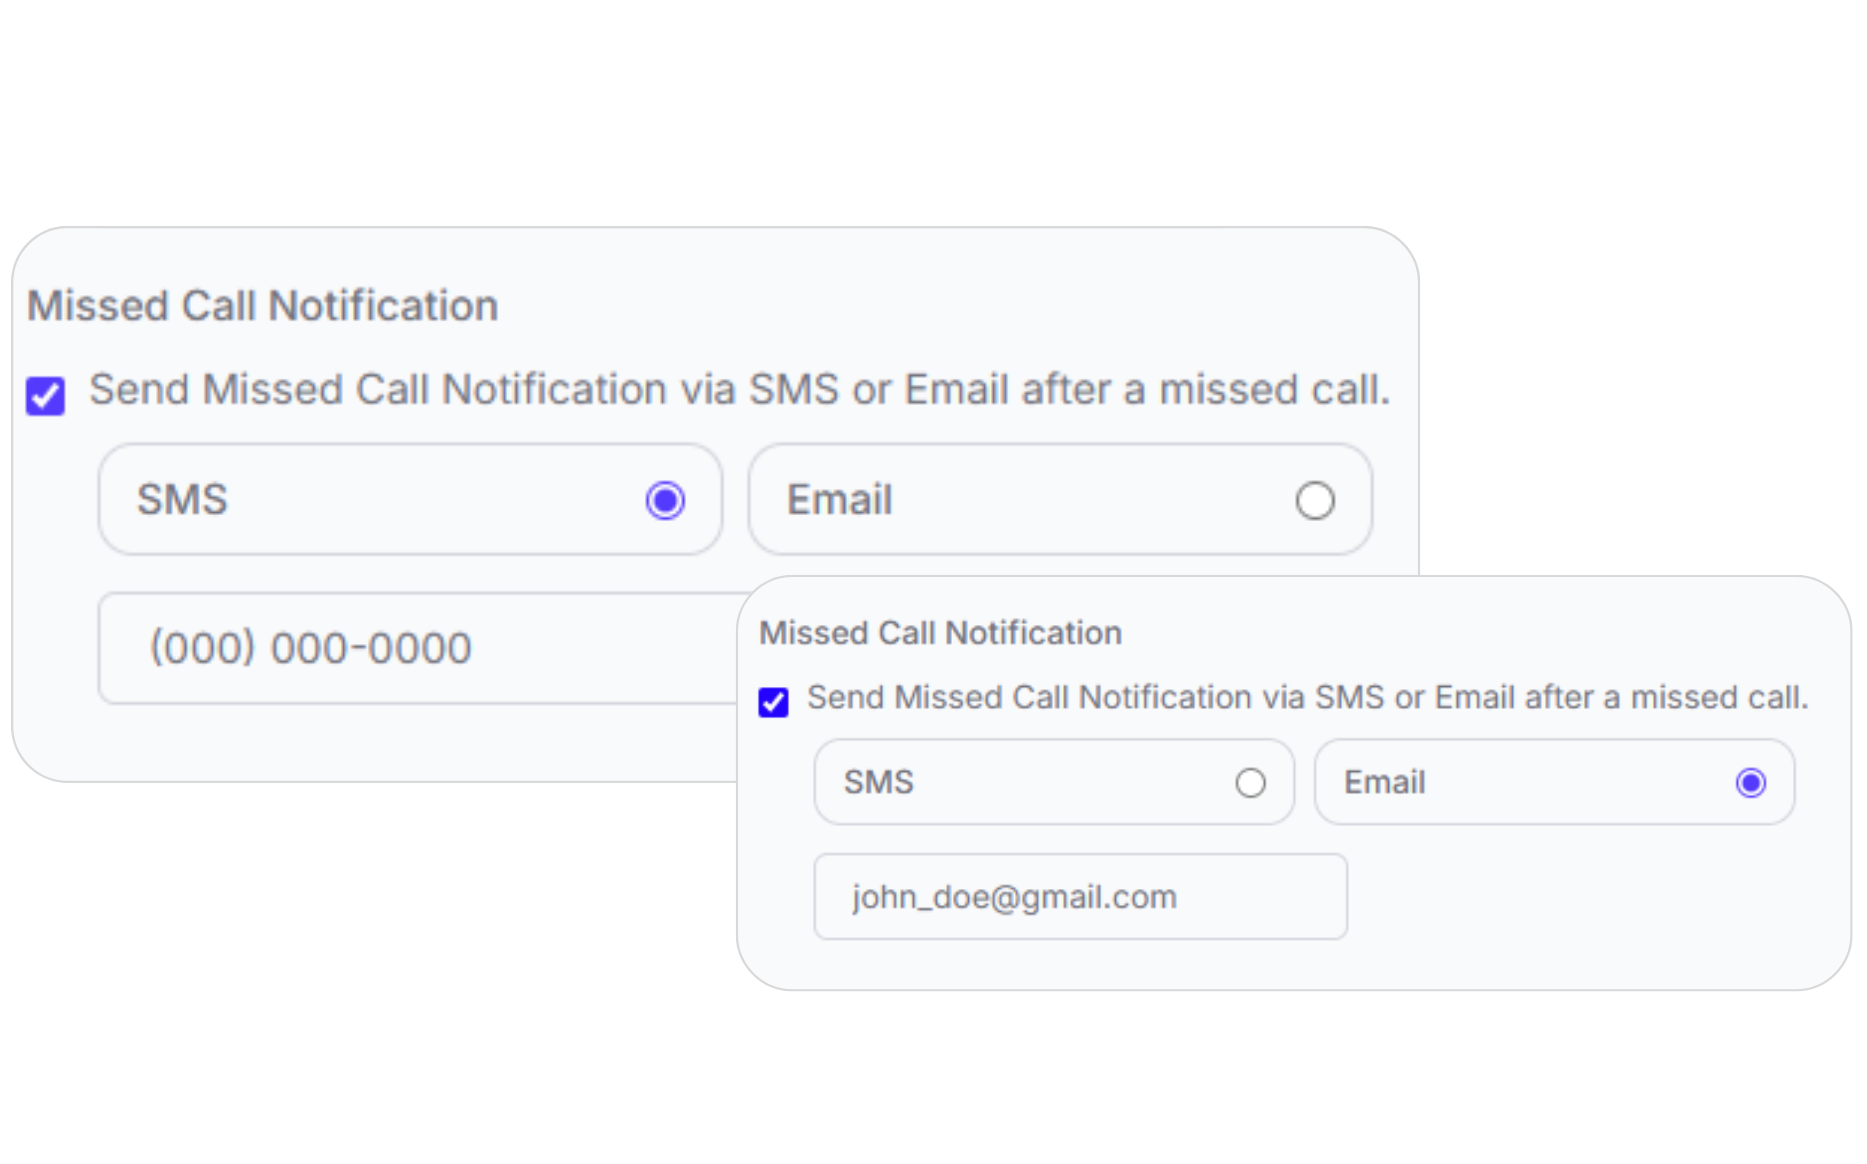 Missed Call Notification
Send Missed Call Notification via SMS or Email after a missed call.
SMS Email
(000) 000-0000
Missed Call Notification
Send Missed Call Notification via SMS or Email after a missed call.
SMS Email
john_doe@gmail.com